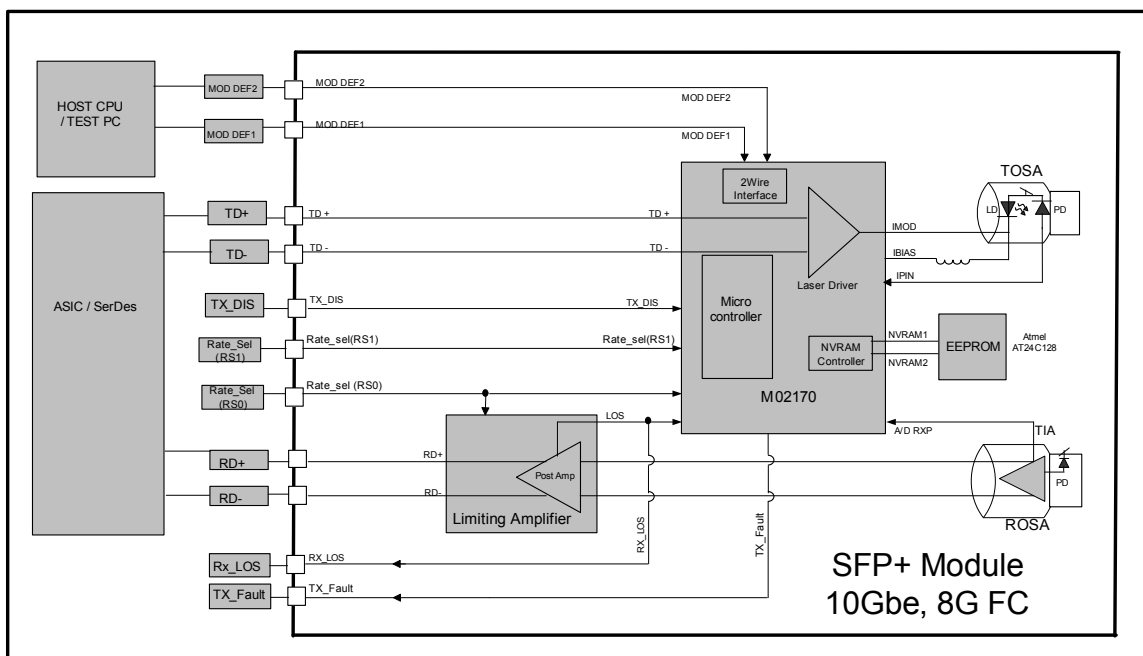 HOST CPU
/ TEST PC
MOD DEF2
MOD DEF2
MOD DEF2
MOD DEF1
MOD DEF1
MOD DEF1
2Wire
Interface
TOSA
LD
PD
TD+
TD +
TD +
IMOD
TD-
TD -
TD -
IBIAS
IPIN
Laser Driver
ASIC / SerDes
TX_DIS
TX_DIS
TX_DIS
Micro
controller
Rate_Sel
(RS1)
Rate_sel(RS1)
Rate_sel(RS1)
NVRAM
Controller
NVRAM1
NVRAM2
EEPROM
Atmel
AT24C128
Rate_Sel
(RS0)
Rate_sel (RS0)
M02170
LOS
A/D RXP
TIA
RD+
RD+
Post Amp
PD
RD-
RD-
Limiting Amplifier
ROSA
RX_LOS
TX_Fault
Rx_LOS
RX_LOS
TX_Fault
TX_Fault
SFP+ Module
10Gbe, 8G FC